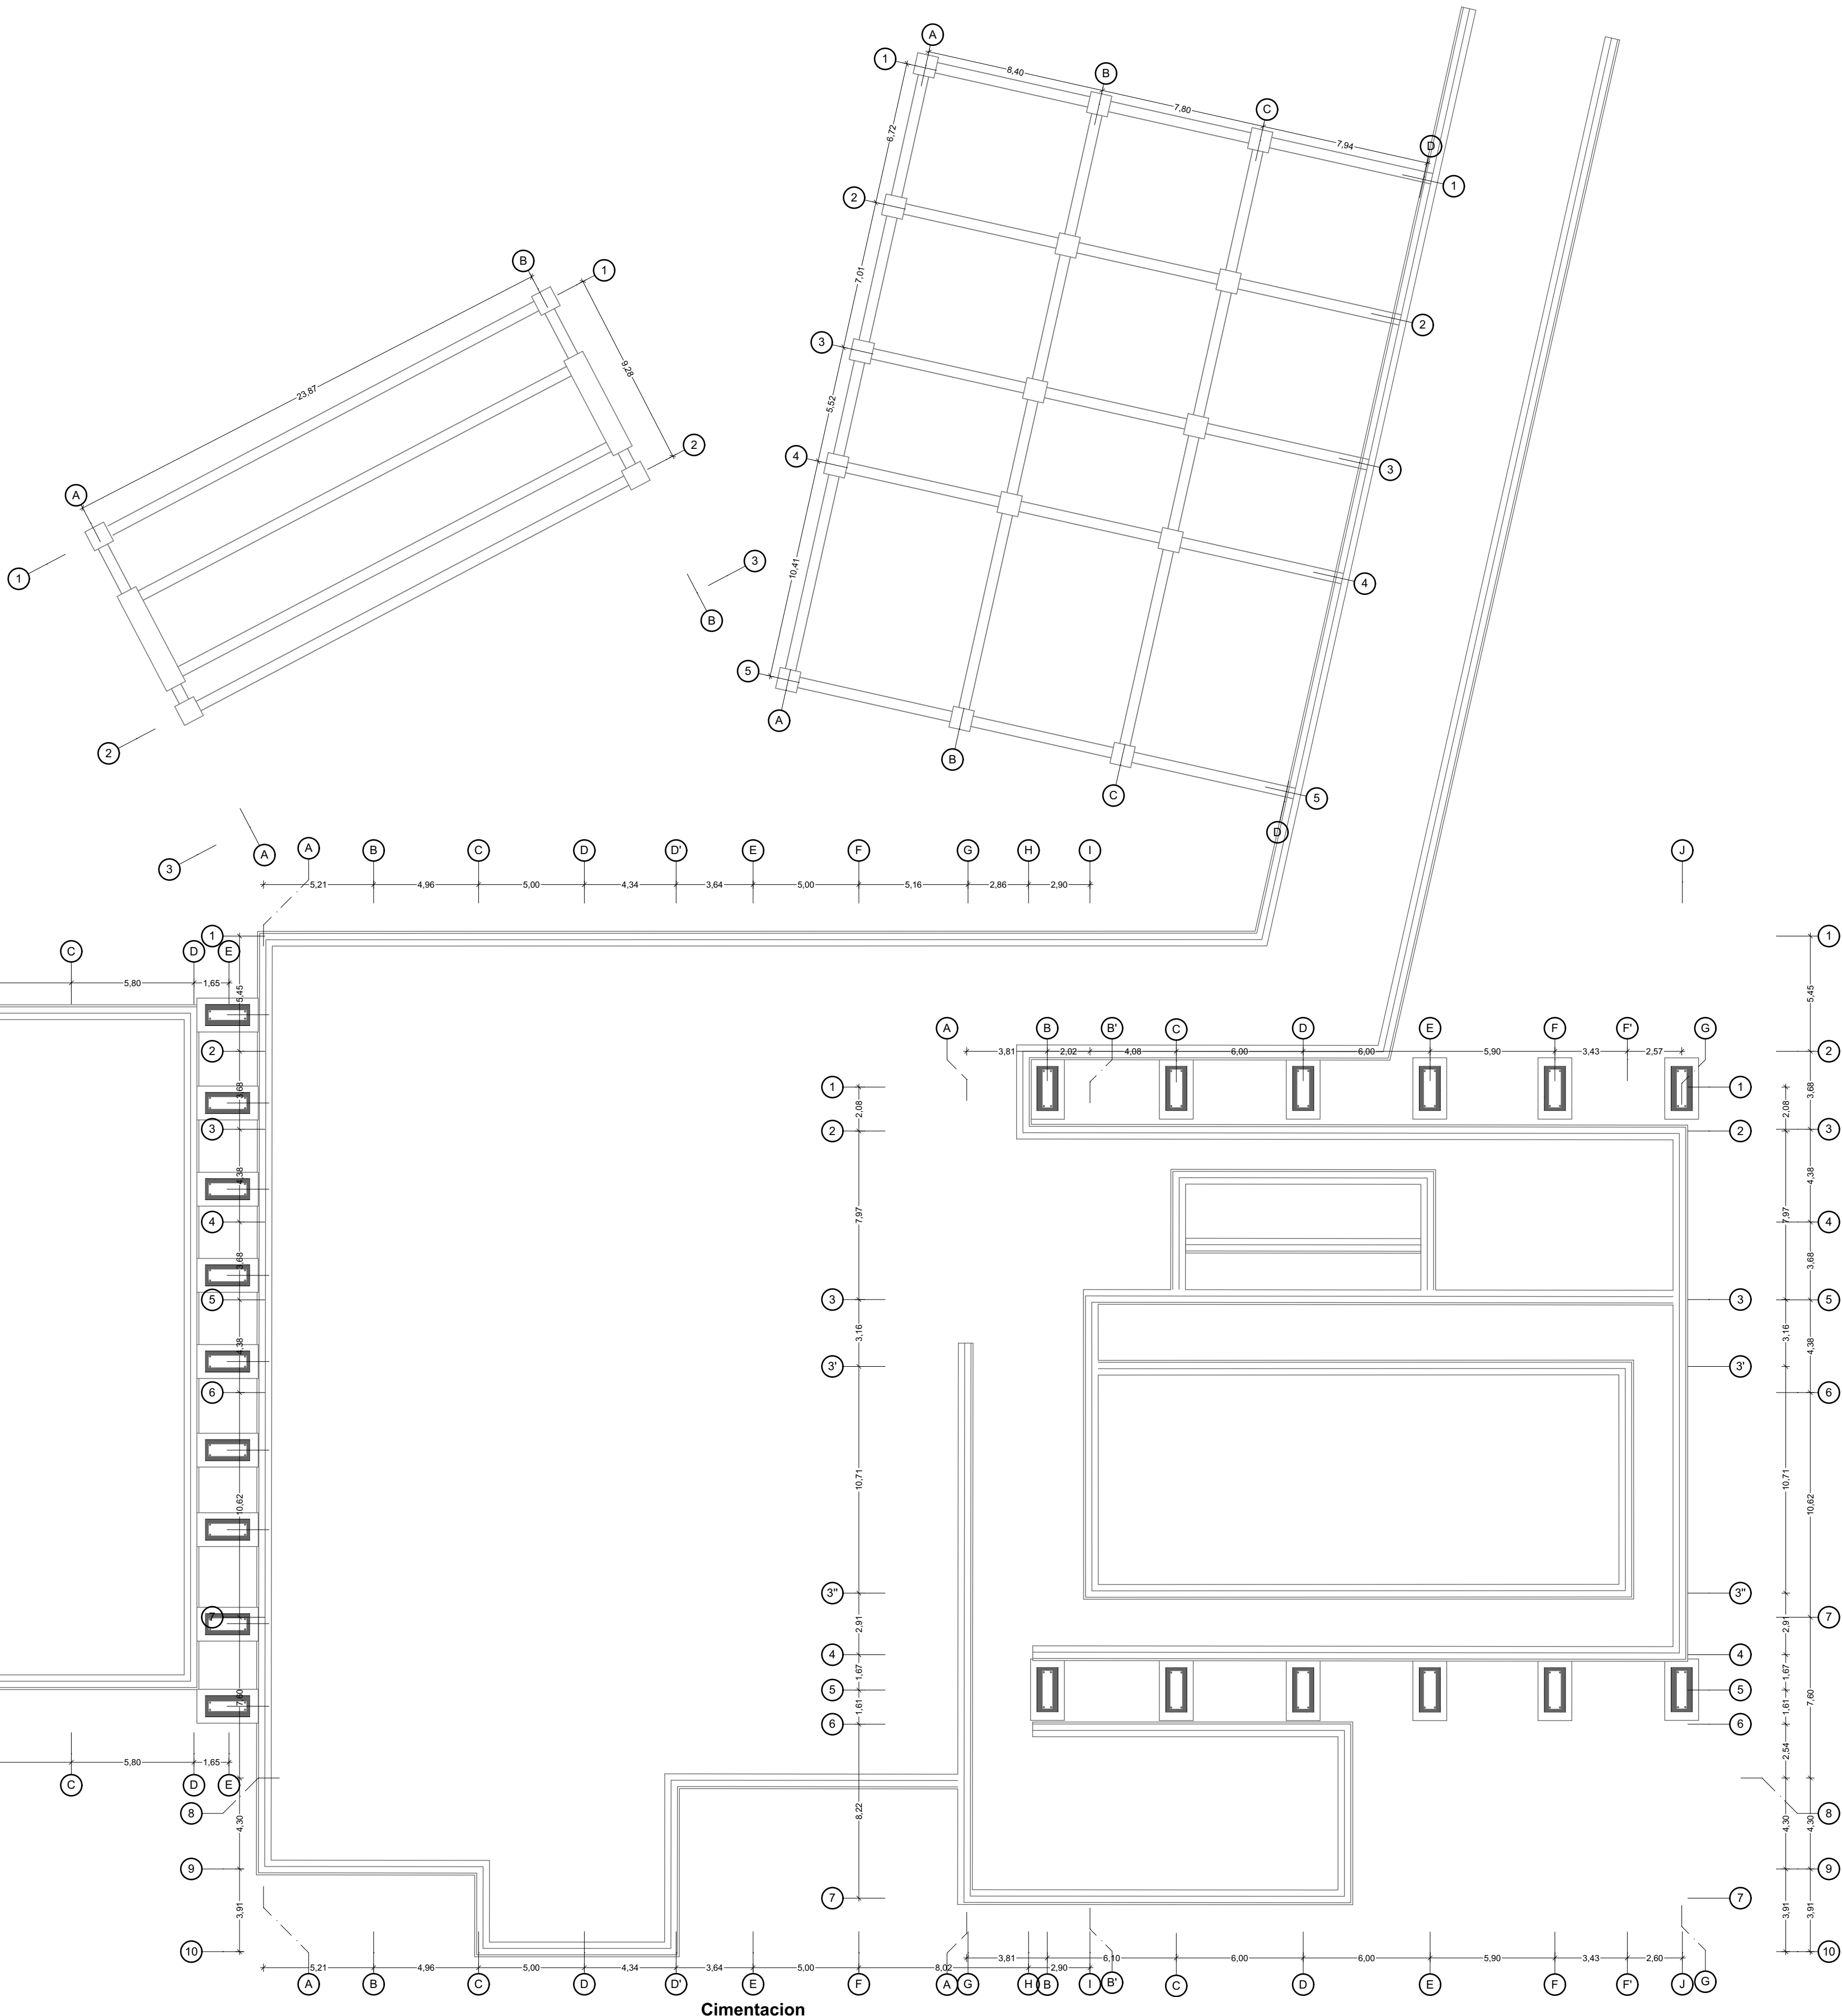 A
1
B
8,40
7,80
C
7,94
D
1
6,72
2
B
1
7,01
2
3
9,28
23,87
5,52
2
3
4
A
3
10,41
4
1
B
5
A
2
B
C
5
D
3
A
A
B
C
D
D'
E
F
G
H
I
J
5,21
4,96
5,00
4,34
3,64
5,00
5,16
2,86
2,90
1
1
C
D
E
5,80
1,65
5,45
5,45
A
B
B'
C
D
E
F
F'
G
2
3,81
2,02
4,08
6,00
6,00
5,90
3,43
2,57
2
1
1
3,68
2,08
2,08
3,68
3
2
2
3
4,38
7,97
7,97
4,38
4
4
3,68
3,68
5
3
3
5
4,38
3,16
3,16
4,38
3'
3'
6
6
10,62
10,71
10,71
10,62
3"
3"
7
7
2,91
2,91
4
4
7,60
1,67
1,67
7,60
5
5
1,61
1,61
6
6
2,54
5,80
1,65
C
D
E
8
8
4,30
8,22
4,30
4,30
9
9
7
7
3,91
3,91
3,91
10
10
3,81
6,10
6,00
6,00
5,90
3,43
2,60
5,21
4,96
5,00
4,34
3,64
5,00
8,02
2,90
A
B
C
D
D'
E
F
A
G
H
B
I
B'
C
D
E
F
F'
J
G
Cimentacion